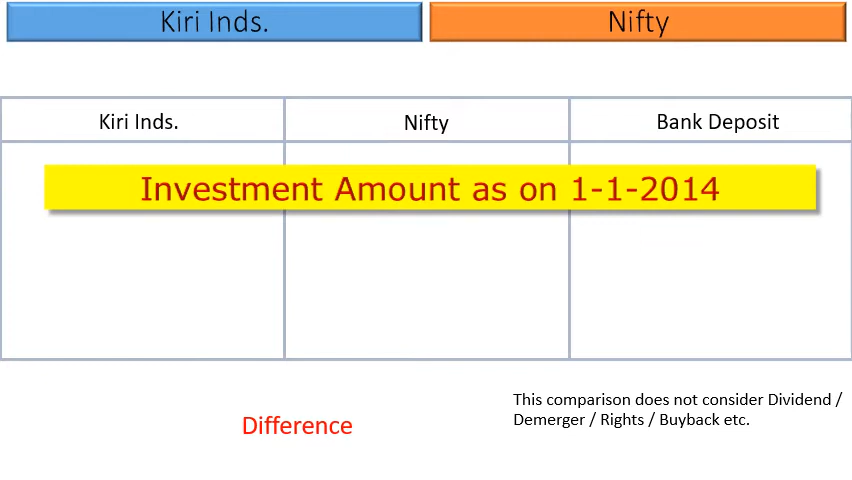 Kiri Inds.
Nifty
Kiri Inds.
Nifty
Bank Deposit
Investment Amount as on 1-1-2014
This comparison does not consider Dividend /
Demerger / Rights / Buyback etc.
Difference